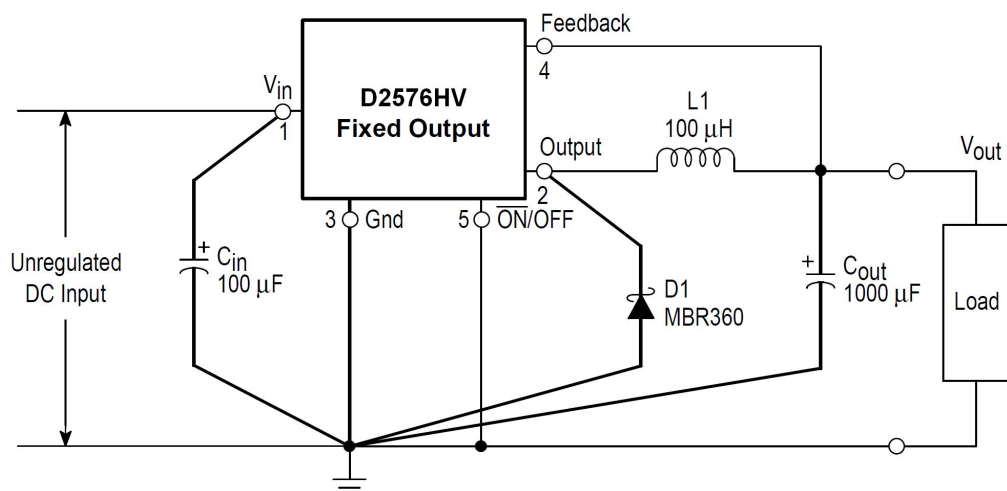 Feedback
4
Vin
1
D2576HV
Fixed Output
L1
100 μH
Output
2
Vout
3 Gnd
5 ON/OFF
Unregulated
DC Input
+
Cin
100 μF
D1
MBR360
+
Cout
1000 μF
Load